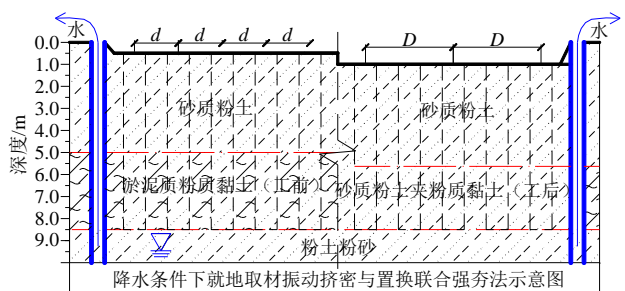 水
水
d d d d
D D
0.0
1.0
2.0
3.0
4.0
5.0
6.0
7.0
8.0
9.0
深度/m
砂质粉土
砂质粉土
淤泥质粉质黏土（工前）
砂质粉土夹粉质黏土（工后）
粉土粉砂
降水条件下就地取材振动挤密与置换联合强夯法示意图